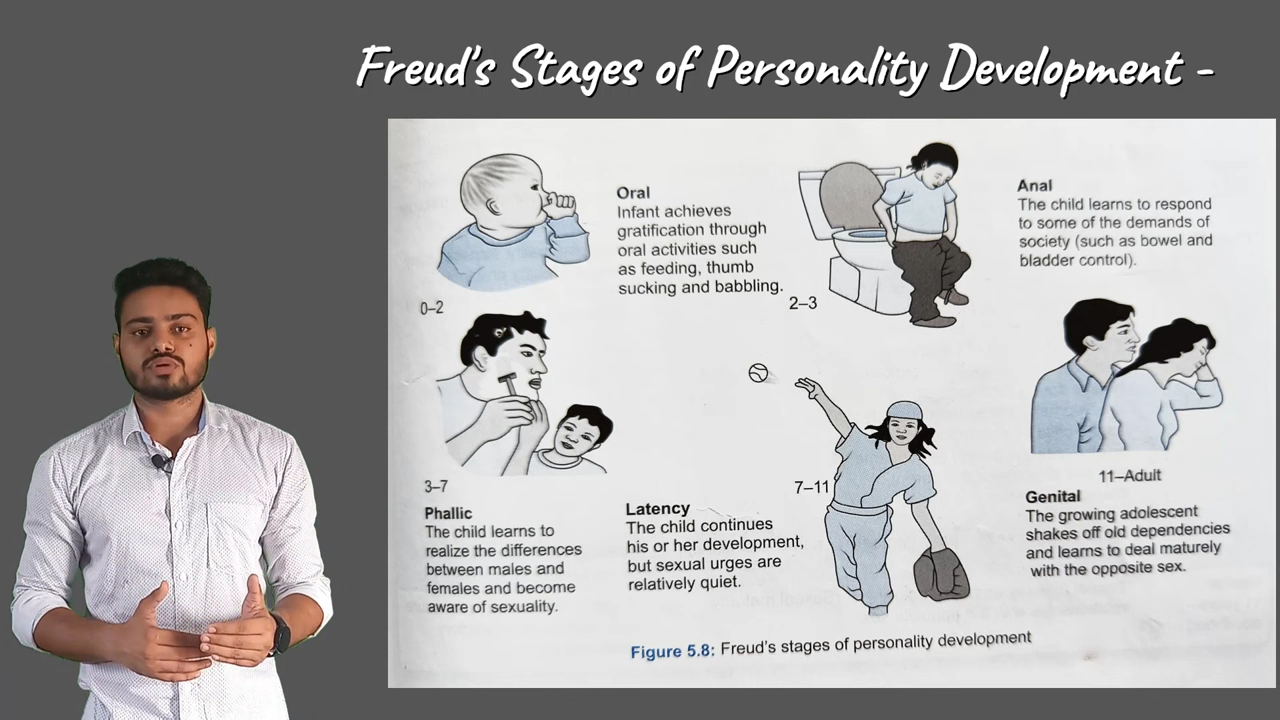 Freud's Stages of Personality Development -
Oral
Infant achieves
gratification through
oral activities such
as feeding, thumb
sucking and babbling.
0–2
Anal
The child learns to respond
to some of the demands of
society (such as bowel and
bladder control).
2–3
3–7
Phallic
The child learns to
realize the differences
between males and
females and become
aware of sexuality.
7–11
Latency
The child continues
his or her development,
but sexual urges are
relatively quiet.
11–Adult
Genital
The growing adolescent
shakes off old dependencies
and learns to deal maturely
with the opposite sex.
Figure 5.8: Freud's stages of personality development